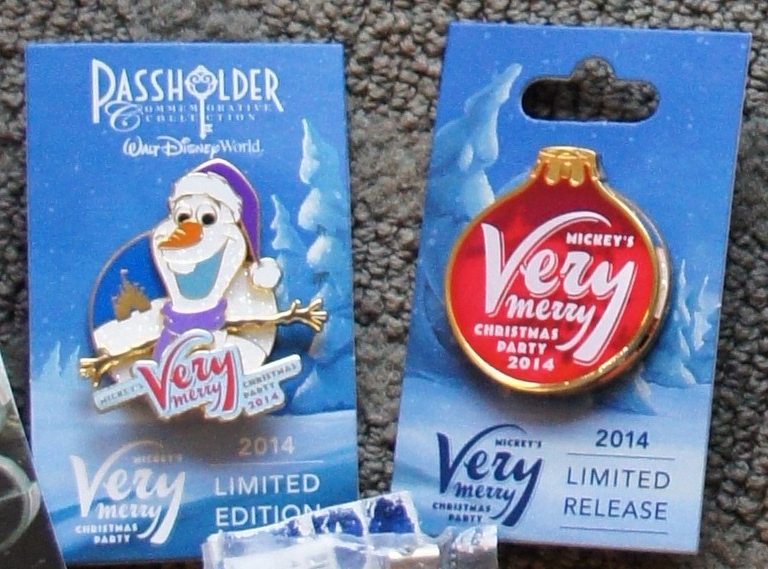 PASSHOLDER
COMMEMORATIVE
COLLECTION
Walt Disney World.
MICKEY'S
Very
merry
CHRISTMAS
PARTY
2014
MICKEY'S
Very
merry
CHRISTMAS
PARTY
2014
LIMITED
EDITION
MICKEY'S
Very
merry
CHRISTMAS
PARTY
2014
MICKEY'S
Very
merry
CHRISTMAS
PARTY
2014
LIMITED
RELEASE